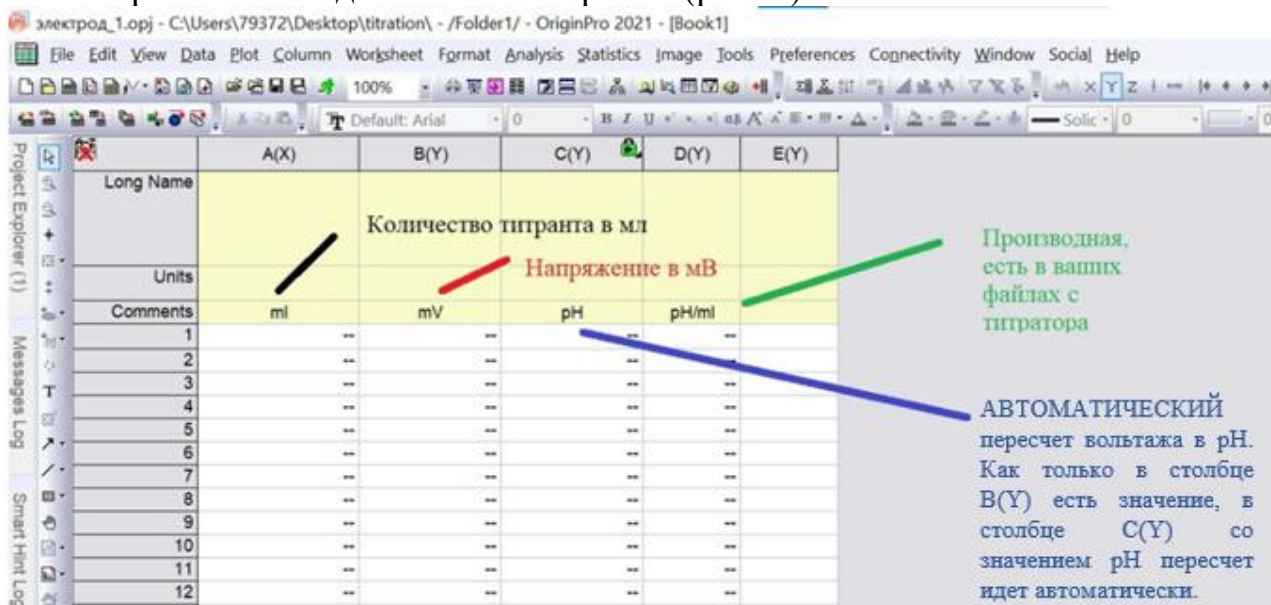 электрод_1.opj - C:\Users\79372\Desktop\titration\ - /Folder1/ - OriginPro 2021 - [Book1]
File Edit View Data Plot Column Worksheet Format Analysis Statistics Image Tools Preferences Connectivity Window Social Help
100%
Default: Arial 0 B I U Solic 0
A(X) B(Y) C(Y) D(Y) E(Y)
Long Name
Количество титранта в мл
Напряжение в мВ
Units
Comments ml mV pH pH/ml
1 -- -- -- --
2 -- -- -- --
3 -- -- -- --
4 -- -- -- --
5 -- -- -- --
6 -- -- -- --
7 -- -- -- --
8 -- -- -- --
9 -- -- -- --
10 -- -- -- --
11 -- -- -- --
12 -- -- -- --
Project Explorer (1)
Messages Log
Smart Hint Log
Производная,
есть в ваших
файлах с
титратора
АВТОМАТИЧЕСКИЙ
пересчет вольтажа в pH.
Как только в столбце
B(Y) есть значение, в
столбце C(Y) со
значением pH пересчет
идет автоматически.